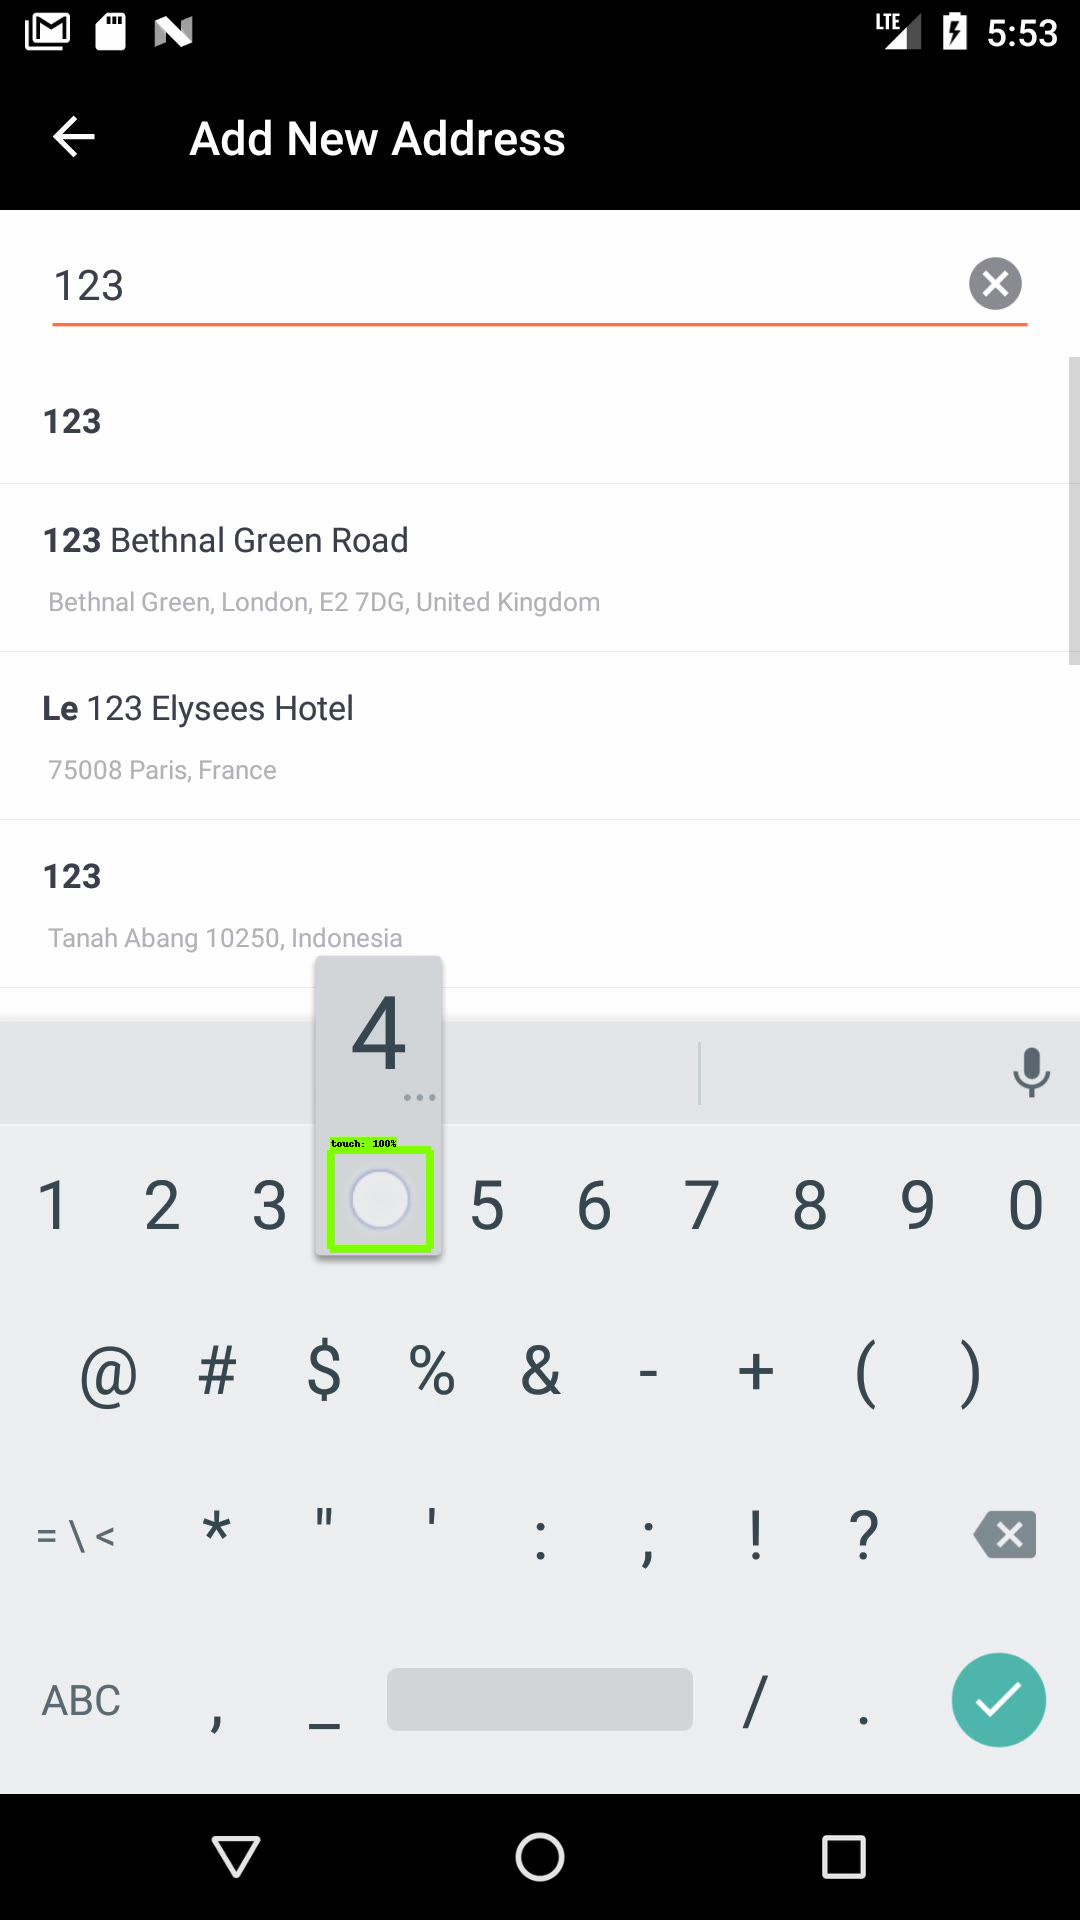 LTE 5:53
Add New Address
123
123
123 Bethnal Green Road
Bethnal Green, London, E2 7DG, United Kingdom
Le 123 Elysees Hotel
75008 Paris, France
123
Tanah Abang 10250, Indonesia
4
...
touch: 100%
1 2 3 5 6 7 8 9 0
@ # $ % & - + ( )
= \ < * " ' : ; ! ?
ABC , _ / .